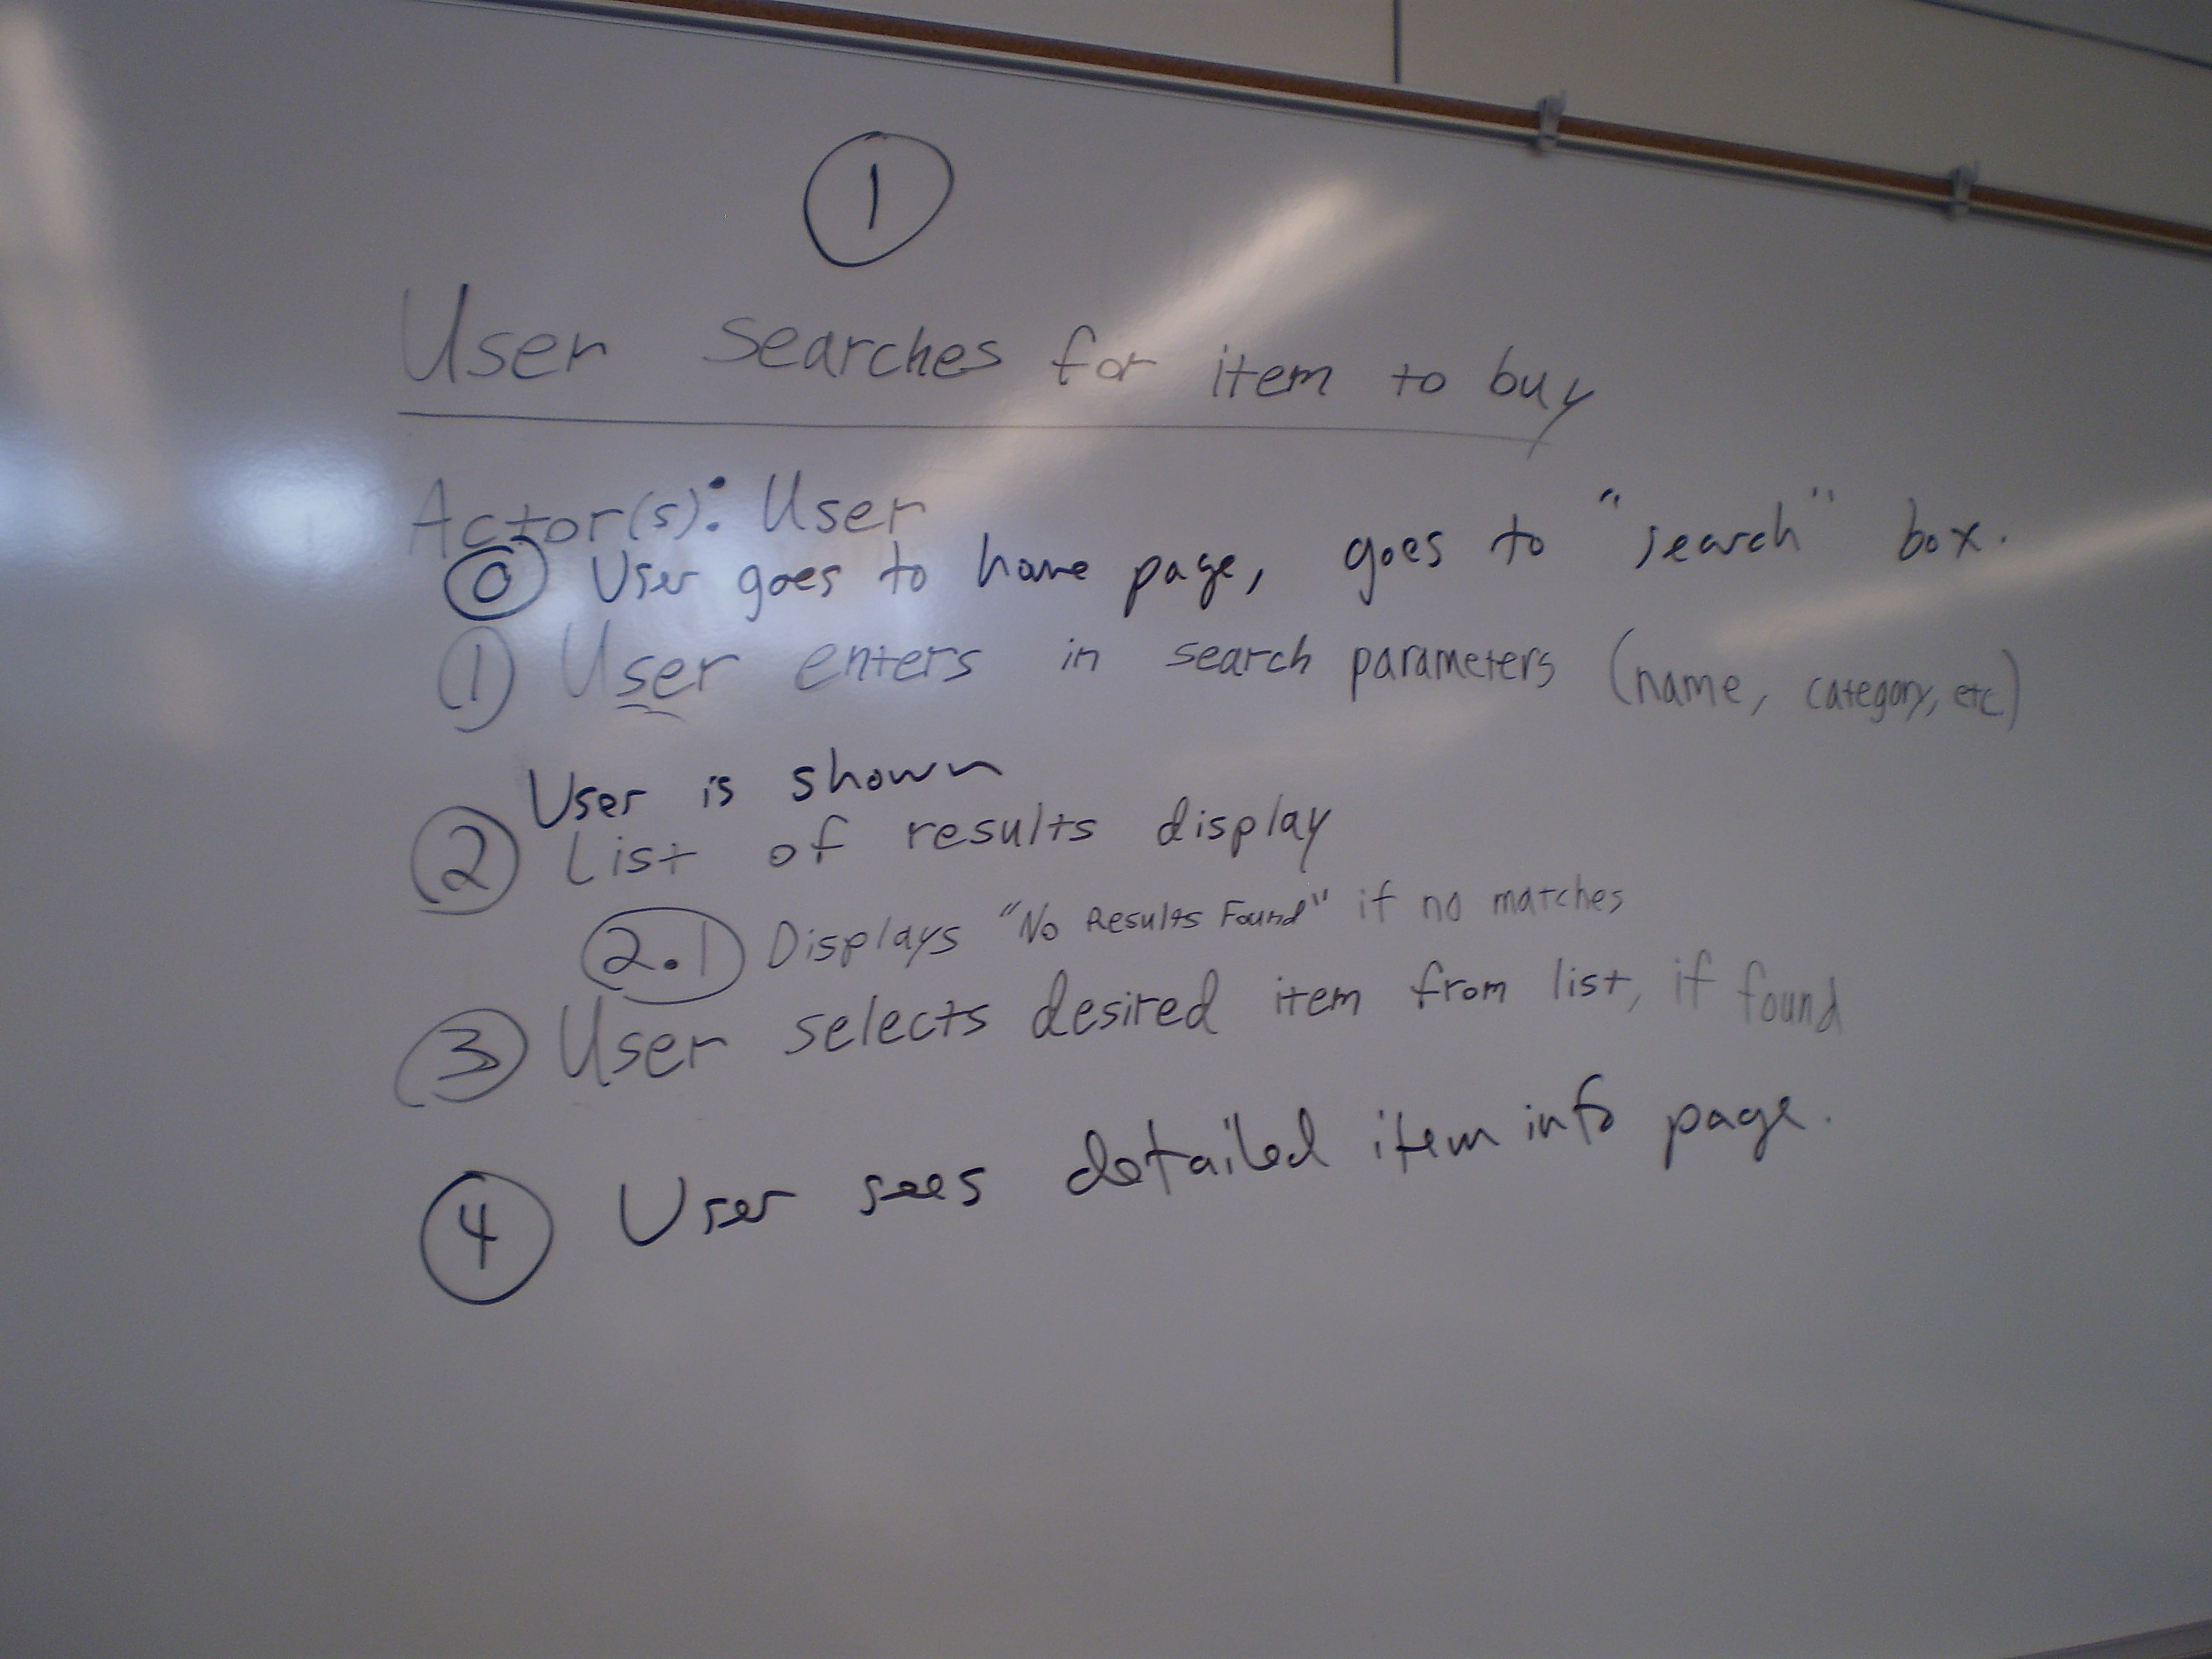 1
User searches for item to buy
Actor(s): User
0 User goes to home page, goes to "search" box.
1 User enters in search parameters (name, category, etc)
User is shown
2 List of results display
2.1 Displays "No Results Found" if no matches
3 User selects desired item from list, if found
4 User sees detailed item info page.